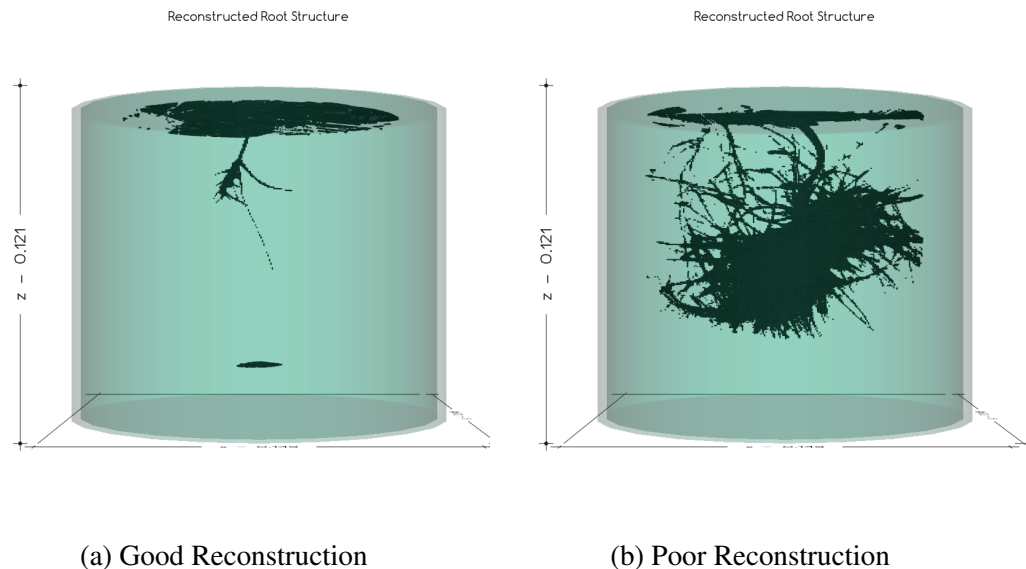 Reconstructed Root Structure
z - 0.121
(a) Good Reconstruction
Reconstructed Root Structure
z - 0.121
(b) Poor Reconstruction